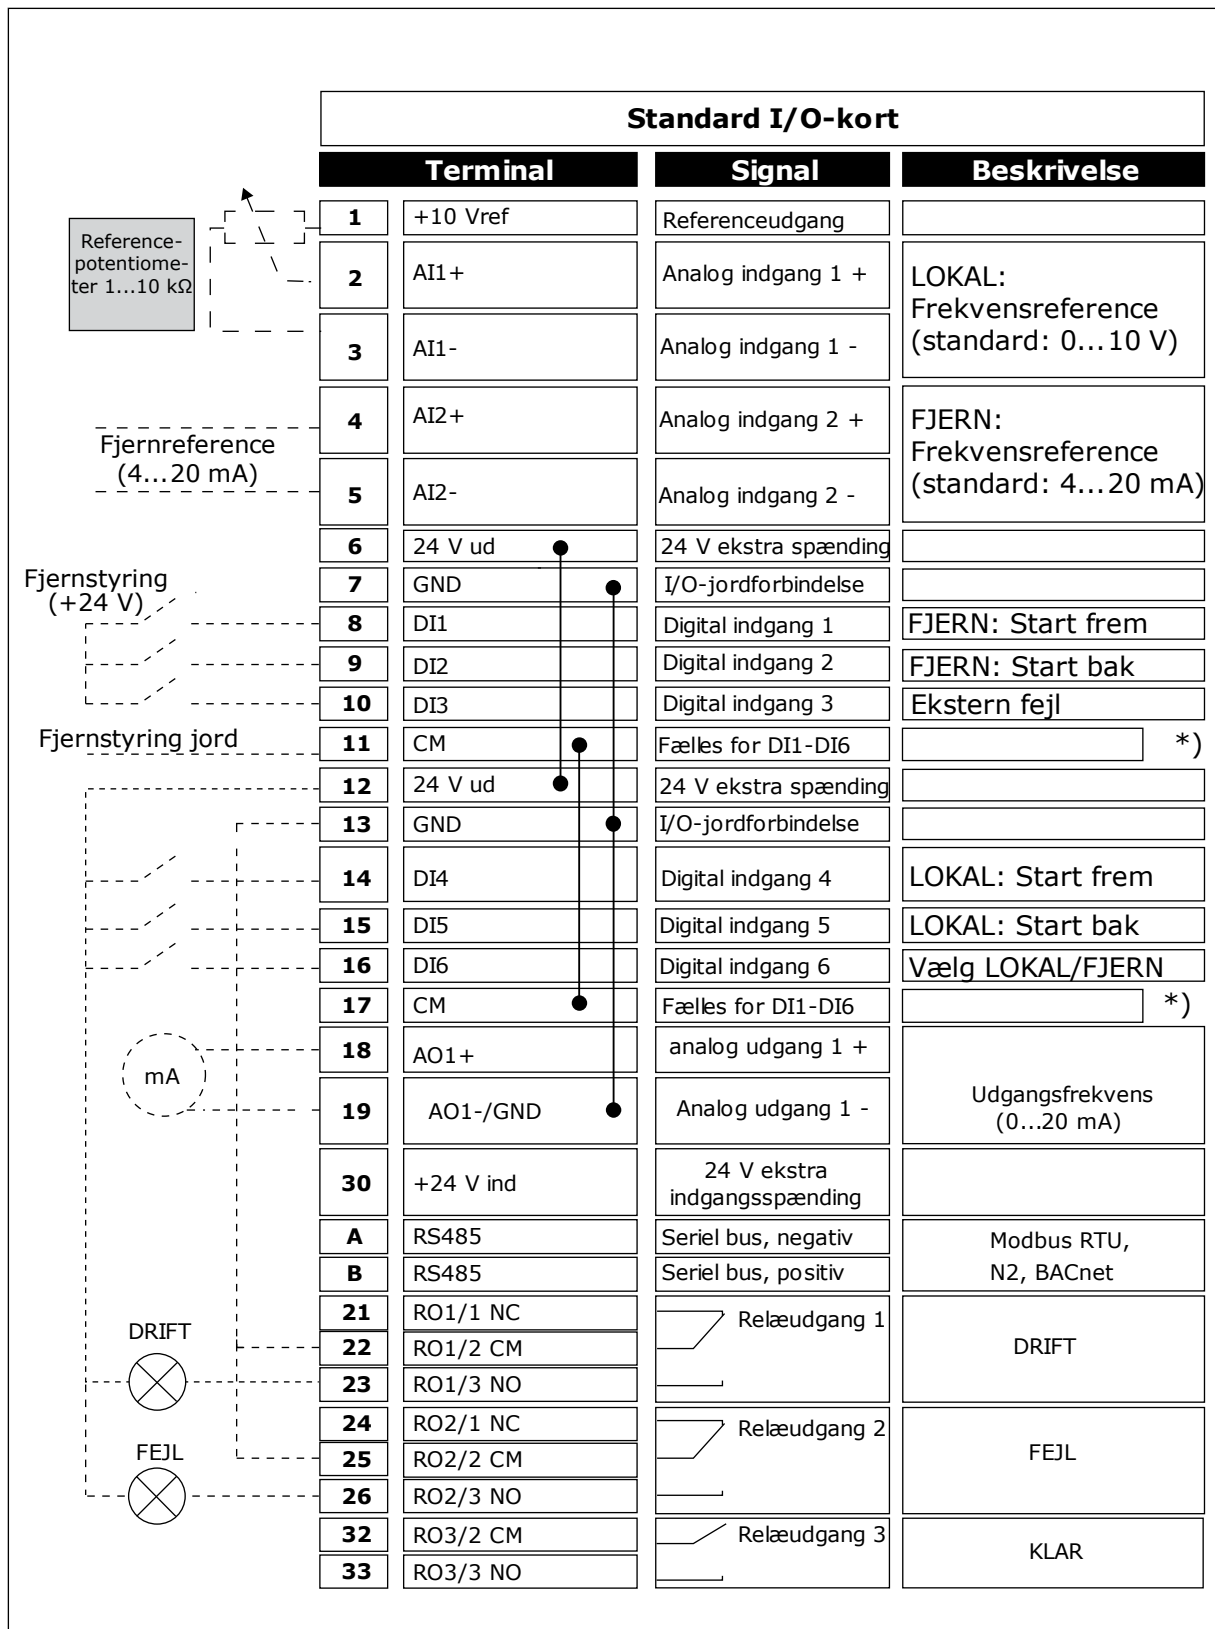 Standard I/O-kort
Terminal Signal Beskrivelse
Reference-
potentiome-
ter 1...10 kΩ
1 +10 Vref Referenceudgang
2 AI1+ Analog indgang 1 +
LOKAL:
Frekvensreference
(standard: 0...10 V)
3 AI1- Analog indgang 1 -
Fjernreference
(4...20 mA)
4 AI2+ Analog indgang 2 +
FJERN:
Frekvensreference
(standard: 4...20 mA)
5 AI2- Analog indgang 2 -
6 24 V ud 24 V ekstra spænding
Fjernstyring
(+24 V)
7 GND I/O-jordforbindelse
8 DI1 Digital indgang 1 FJERN: Start frem
9 DI2 Digital indgang 2 FJERN: Start bak
10 DI3 Digital indgang 3 Ekstern fejl
Fjernstyring jord
11 CM Fælles for DI1-DI6 *)
12 24 V ud 24 V ekstra spænding
13 GND I/O-jordforbindelse
14 DI4 Digital indgang 4 LOKAL: Start frem
15 DI5 Digital indgang 5 LOKAL: Start bak
16 DI6 Digital indgang 6 Vælg LOKAL/FJERN
17 CM Fælles for DI1-DI6 *)
mA
18 AO1+ analog udgang 1 +
19 AO1-/GND Analog udgang 1 -
Udgangsfrekvens
(0...20 mA)
30 +24 V ind 24 V ekstra
indgangsspænding
A RS485 Seriel bus, negativ
B RS485 Seriel bus, positiv
Modbus RTU,
N2, BACnet
21 RO1/1 NC Relæudgang 1
DRIFT
22 RO1/2 CM DRIFT
23 RO1/3 NO
24 RO2/1 NC Relæudgang 2
FEJL
25 RO2/2 CM FEJL
26 RO2/3 NO
32 RO3/2 CM Relæudgang 3
KLAR
33 RO3/3 NO